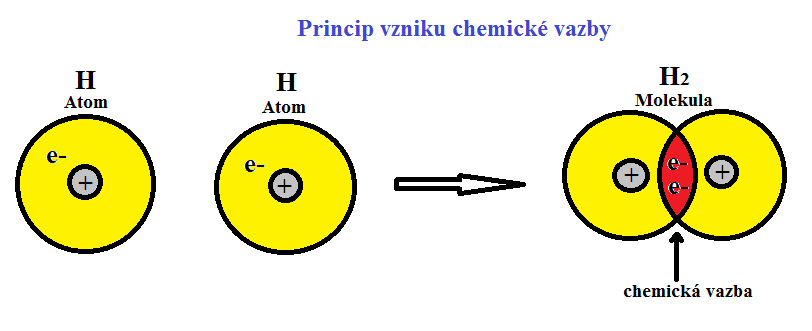 Princip vzniku chemické vazby
H
Atom
e-
+
H
Atom
e-
+
H2
Molekula
+
e-
e-
+
chemická vazba